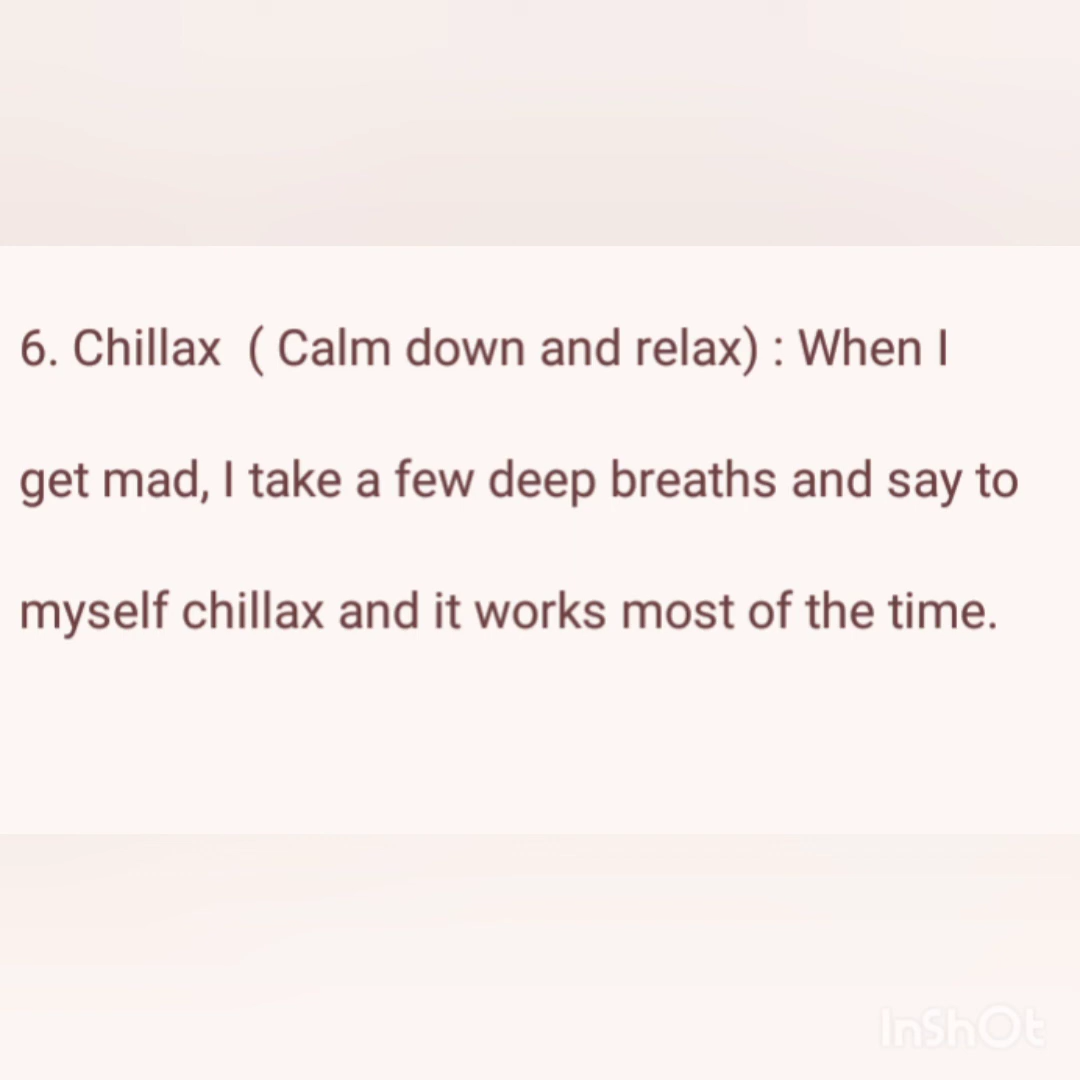 6. Chillax  ( Calm down and relax) : When I
get mad, I take a few deep breaths and say to
myself chillax and it works most of the time.
InShOt